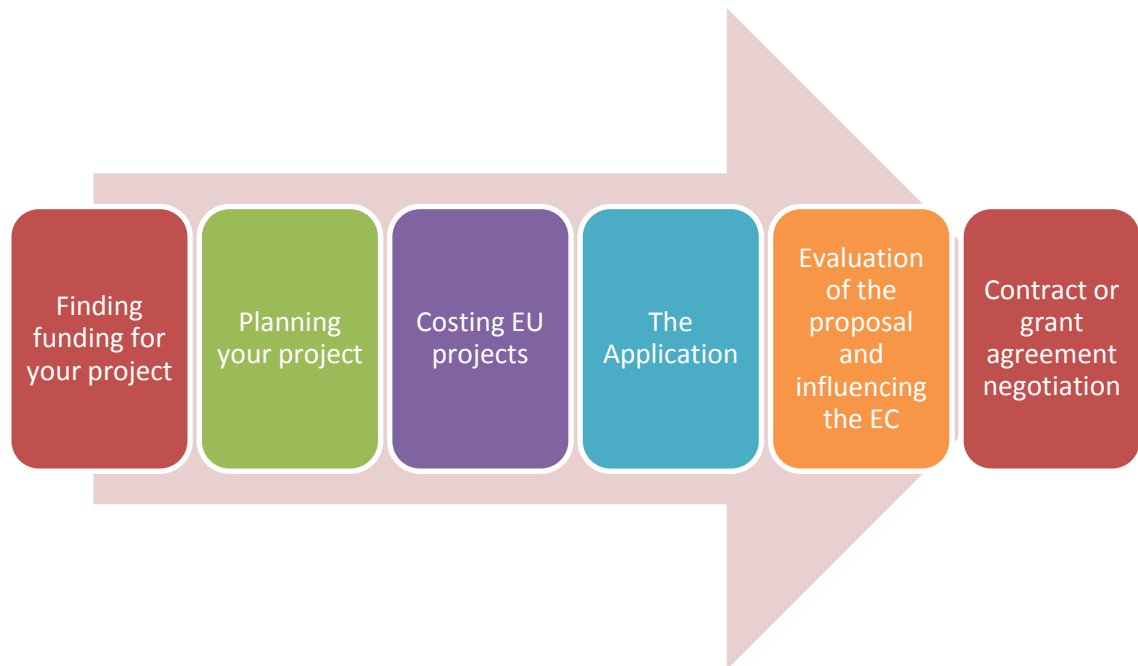 Finding
funding for
your project
Planning
your project
Costing EU
projects
The
Application
Evaluation
of the
proposal
and
influencing
the EC
Contract or
grant
agreement
negotiation